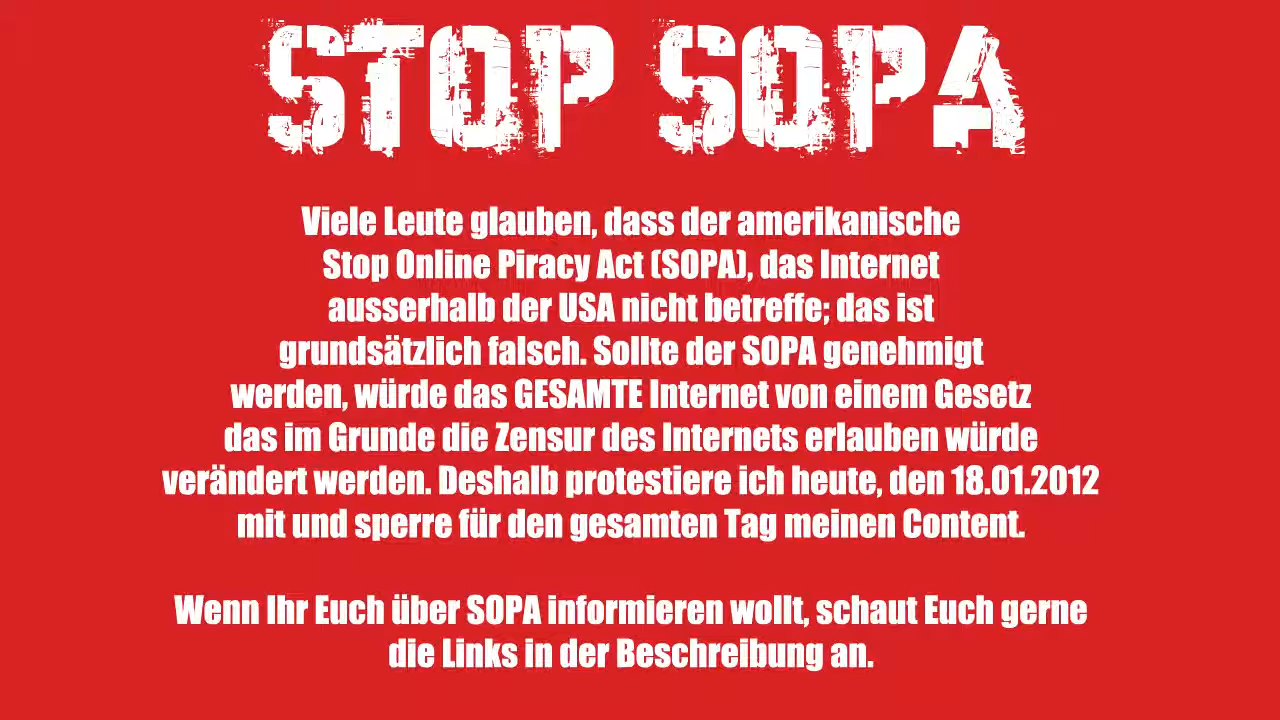 STOP SOPA
Viele Leute glauben, dass der amerikanische
Stop Online Piracy Act (SOPA), das Internet
ausserhalb der USA nicht betreffe; das ist
grundsätzlich falsch. Sollte der SOPA genehmigt
werden, würde das GESAMTE Internet von einem Gesetz
das im Grunde die Zensur des Internets erlauben würde
verändert werden. Deshalb protestiere ich heute, den 18.01.2012
mit und sperre für den gesamten Tag meinen Content.
Wenn Ihr Euch über SOPA informieren wollt, schaut Euch gerne
die Links in der Beschreibung an.